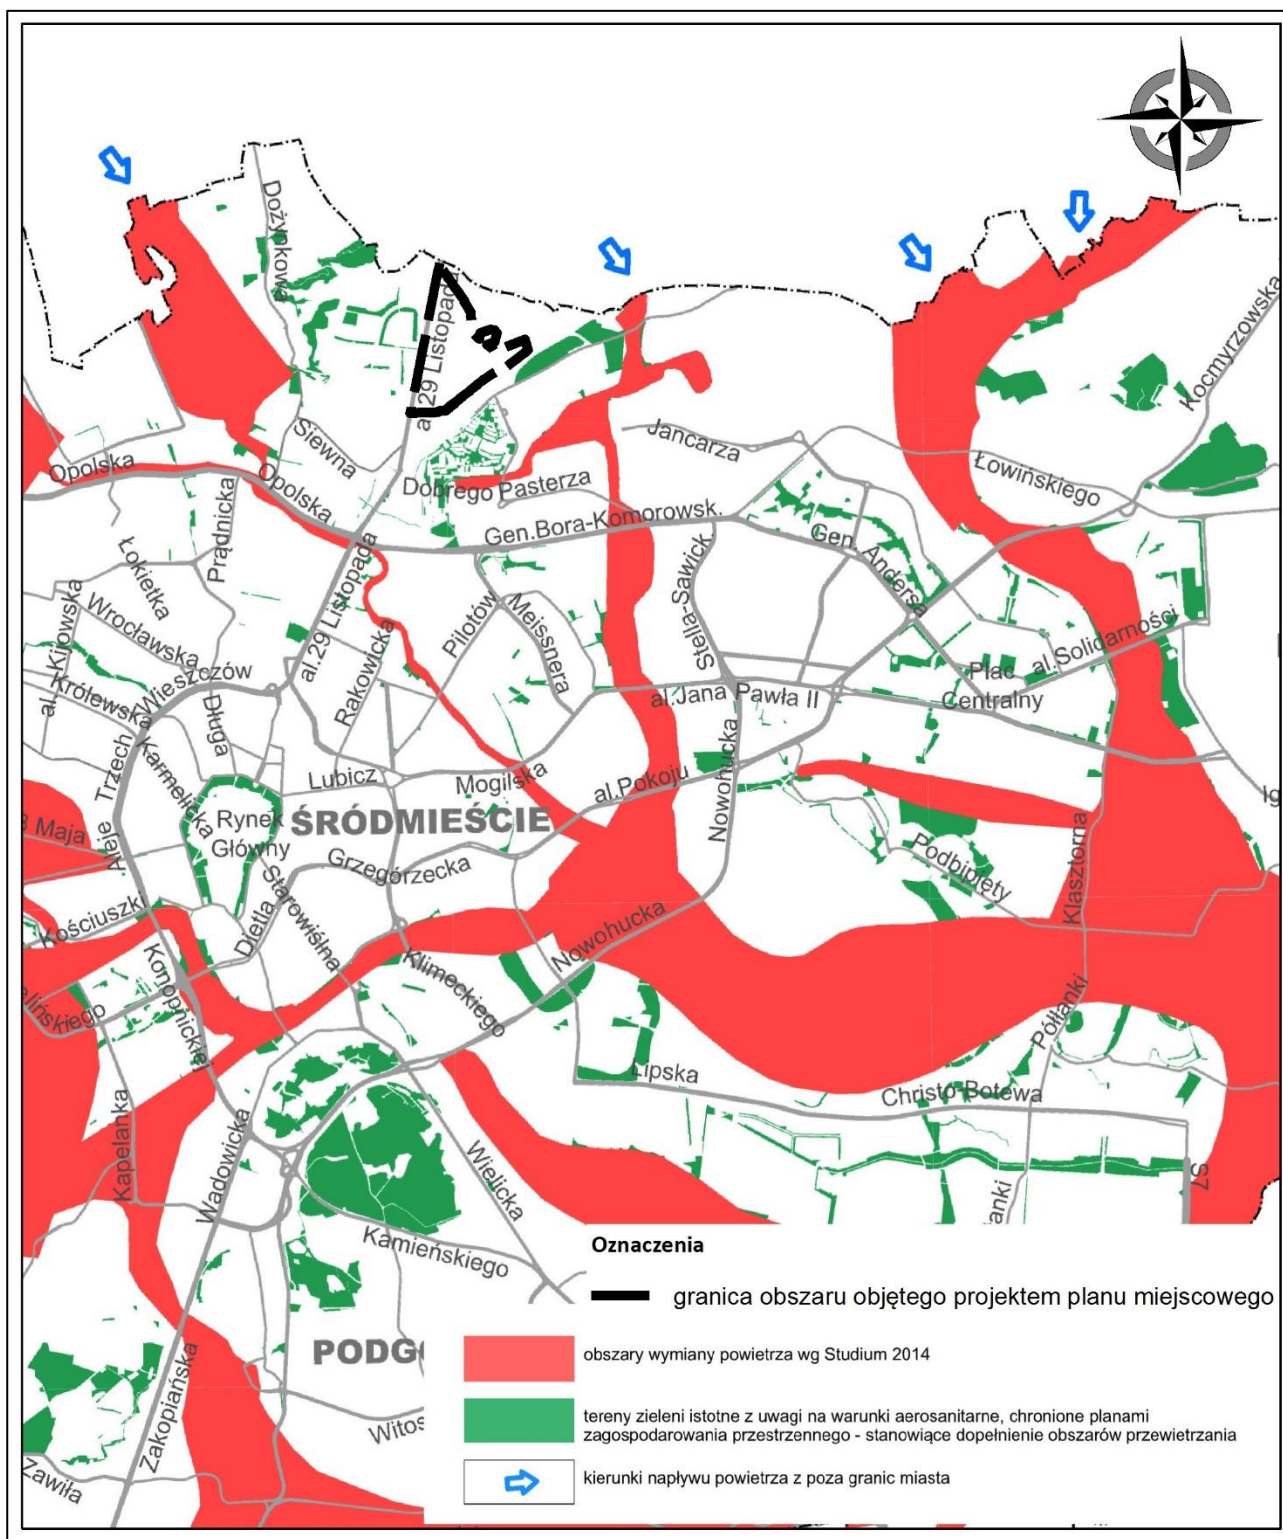 Dożynkowa
al. 29 Listopada
Kocmyrzowska
Jancarza
Siewna
Łowińskiego
Opolska
Opolska
Dobrego Pasterza
Prądnicka
Gen.Bora-Komorowsk.
Gen. Andersa
Łokietka
al.29 Listopada
Stella-Sawick.
Pilotów
Meissnera
Wrocławska
al. Kijowska
Rakowicka
al.Solidarności
Plac
Centralny
Królewska
Aleje Trzech Wieszczów
Długa
al.Jana Pawła II
Karmelicka
Lubicz
Mogilska
al.Pokoju
Nowohucka
Ig
3 Maja
Rynek
Główny
ŚRÓDMIEŚCIE
Grzegórzecka
Podbipięty
Klasztorna
Starowiślna
Dietla
Kościuszki
Nowohucka
Konopnickiej
Klimeckiego
lińskiego
Półłanki
Lipska
Christo-Botewa
Kapelanka
Wadowicka
Wielicka
S7
anki
Kamieńskiego
Oznaczenia
granica obszaru objętego projektem planu miejscowego
PODG
obszary wymiany powietrza wg Studium 2014
Zakopiańska
Witos
tereny zieleni istotne z uwagi na warunki aerosanitarne, chronione planami
zagospodarowania przestrzennego - stanowiące dopełnienie obszarów przewietrzania
Zawiła
kierunki napływu powietrza z poza granic miasta